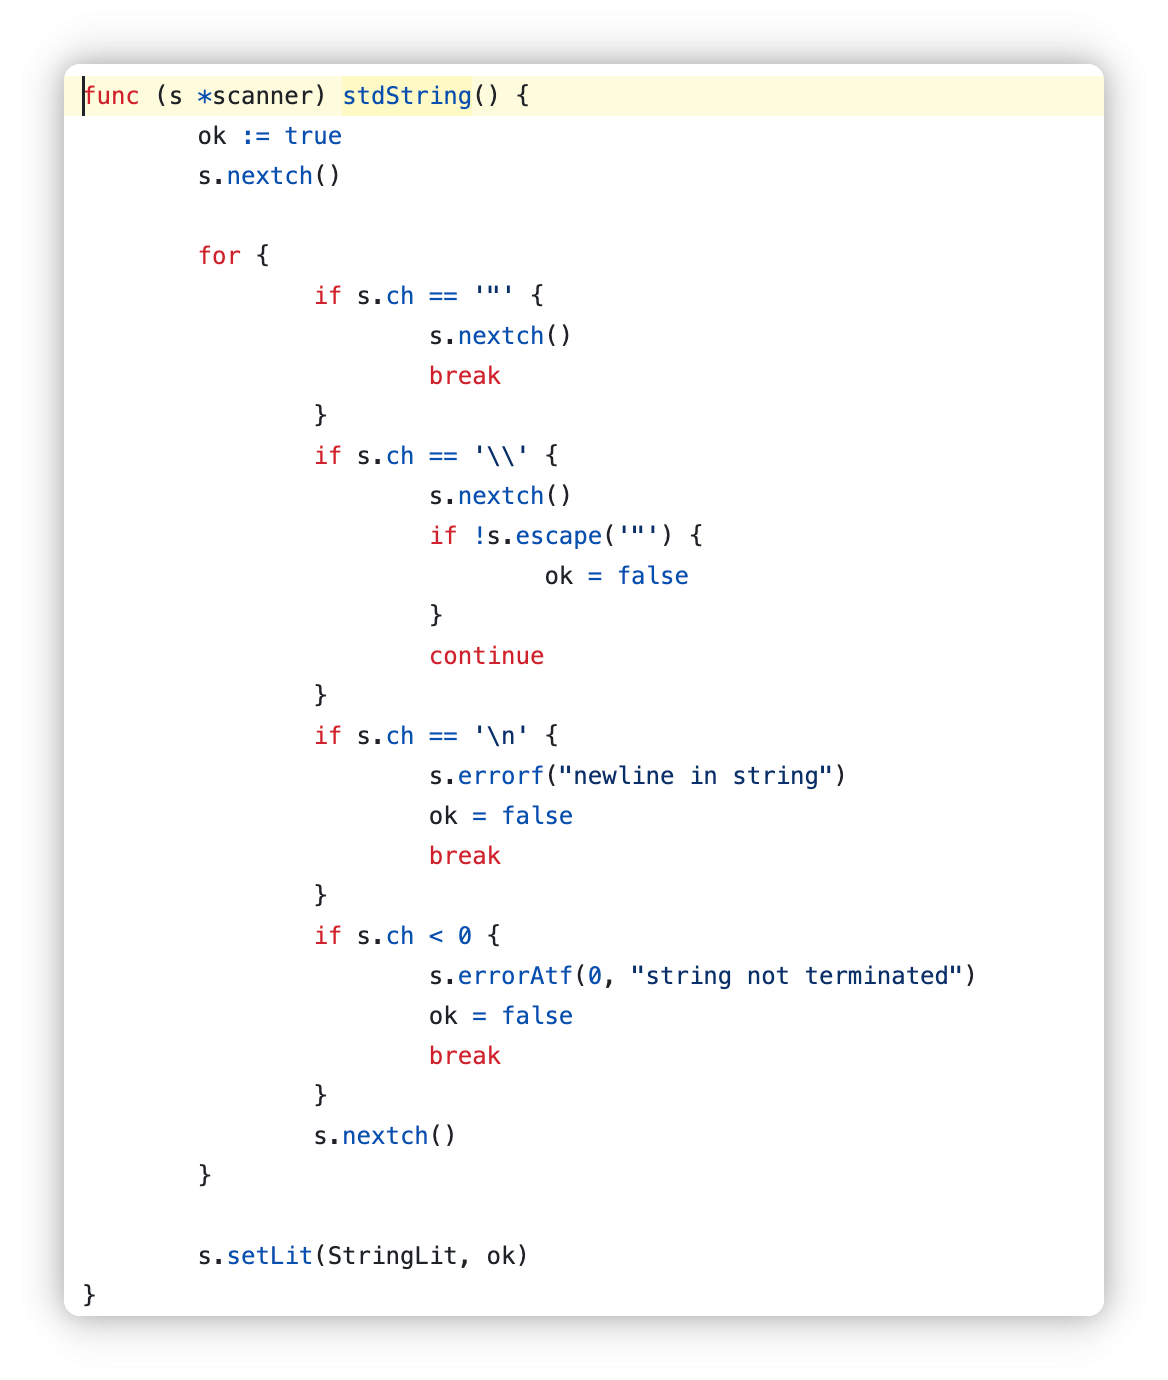 func (s *scanner) stdString() {
        ok := true
        s.nextch()

        for {
                if s.ch == '"' {
                        s.nextch()
                        break
                }
                if s.ch == '\\' {
                        s.nextch()
                        if !s.escape('"') {
                                ok = false
                        }
                        continue
                }
                if s.ch == '\n' {
                        s.errorf("newline in string")
                        ok = false
                        break
                }
                if s.ch < 0 {
                        s.errorAtf(0, "string not terminated")
                        ok = false
                        break
                }
                s.nextch()
        }

        s.setLit(StringLit, ok)
}